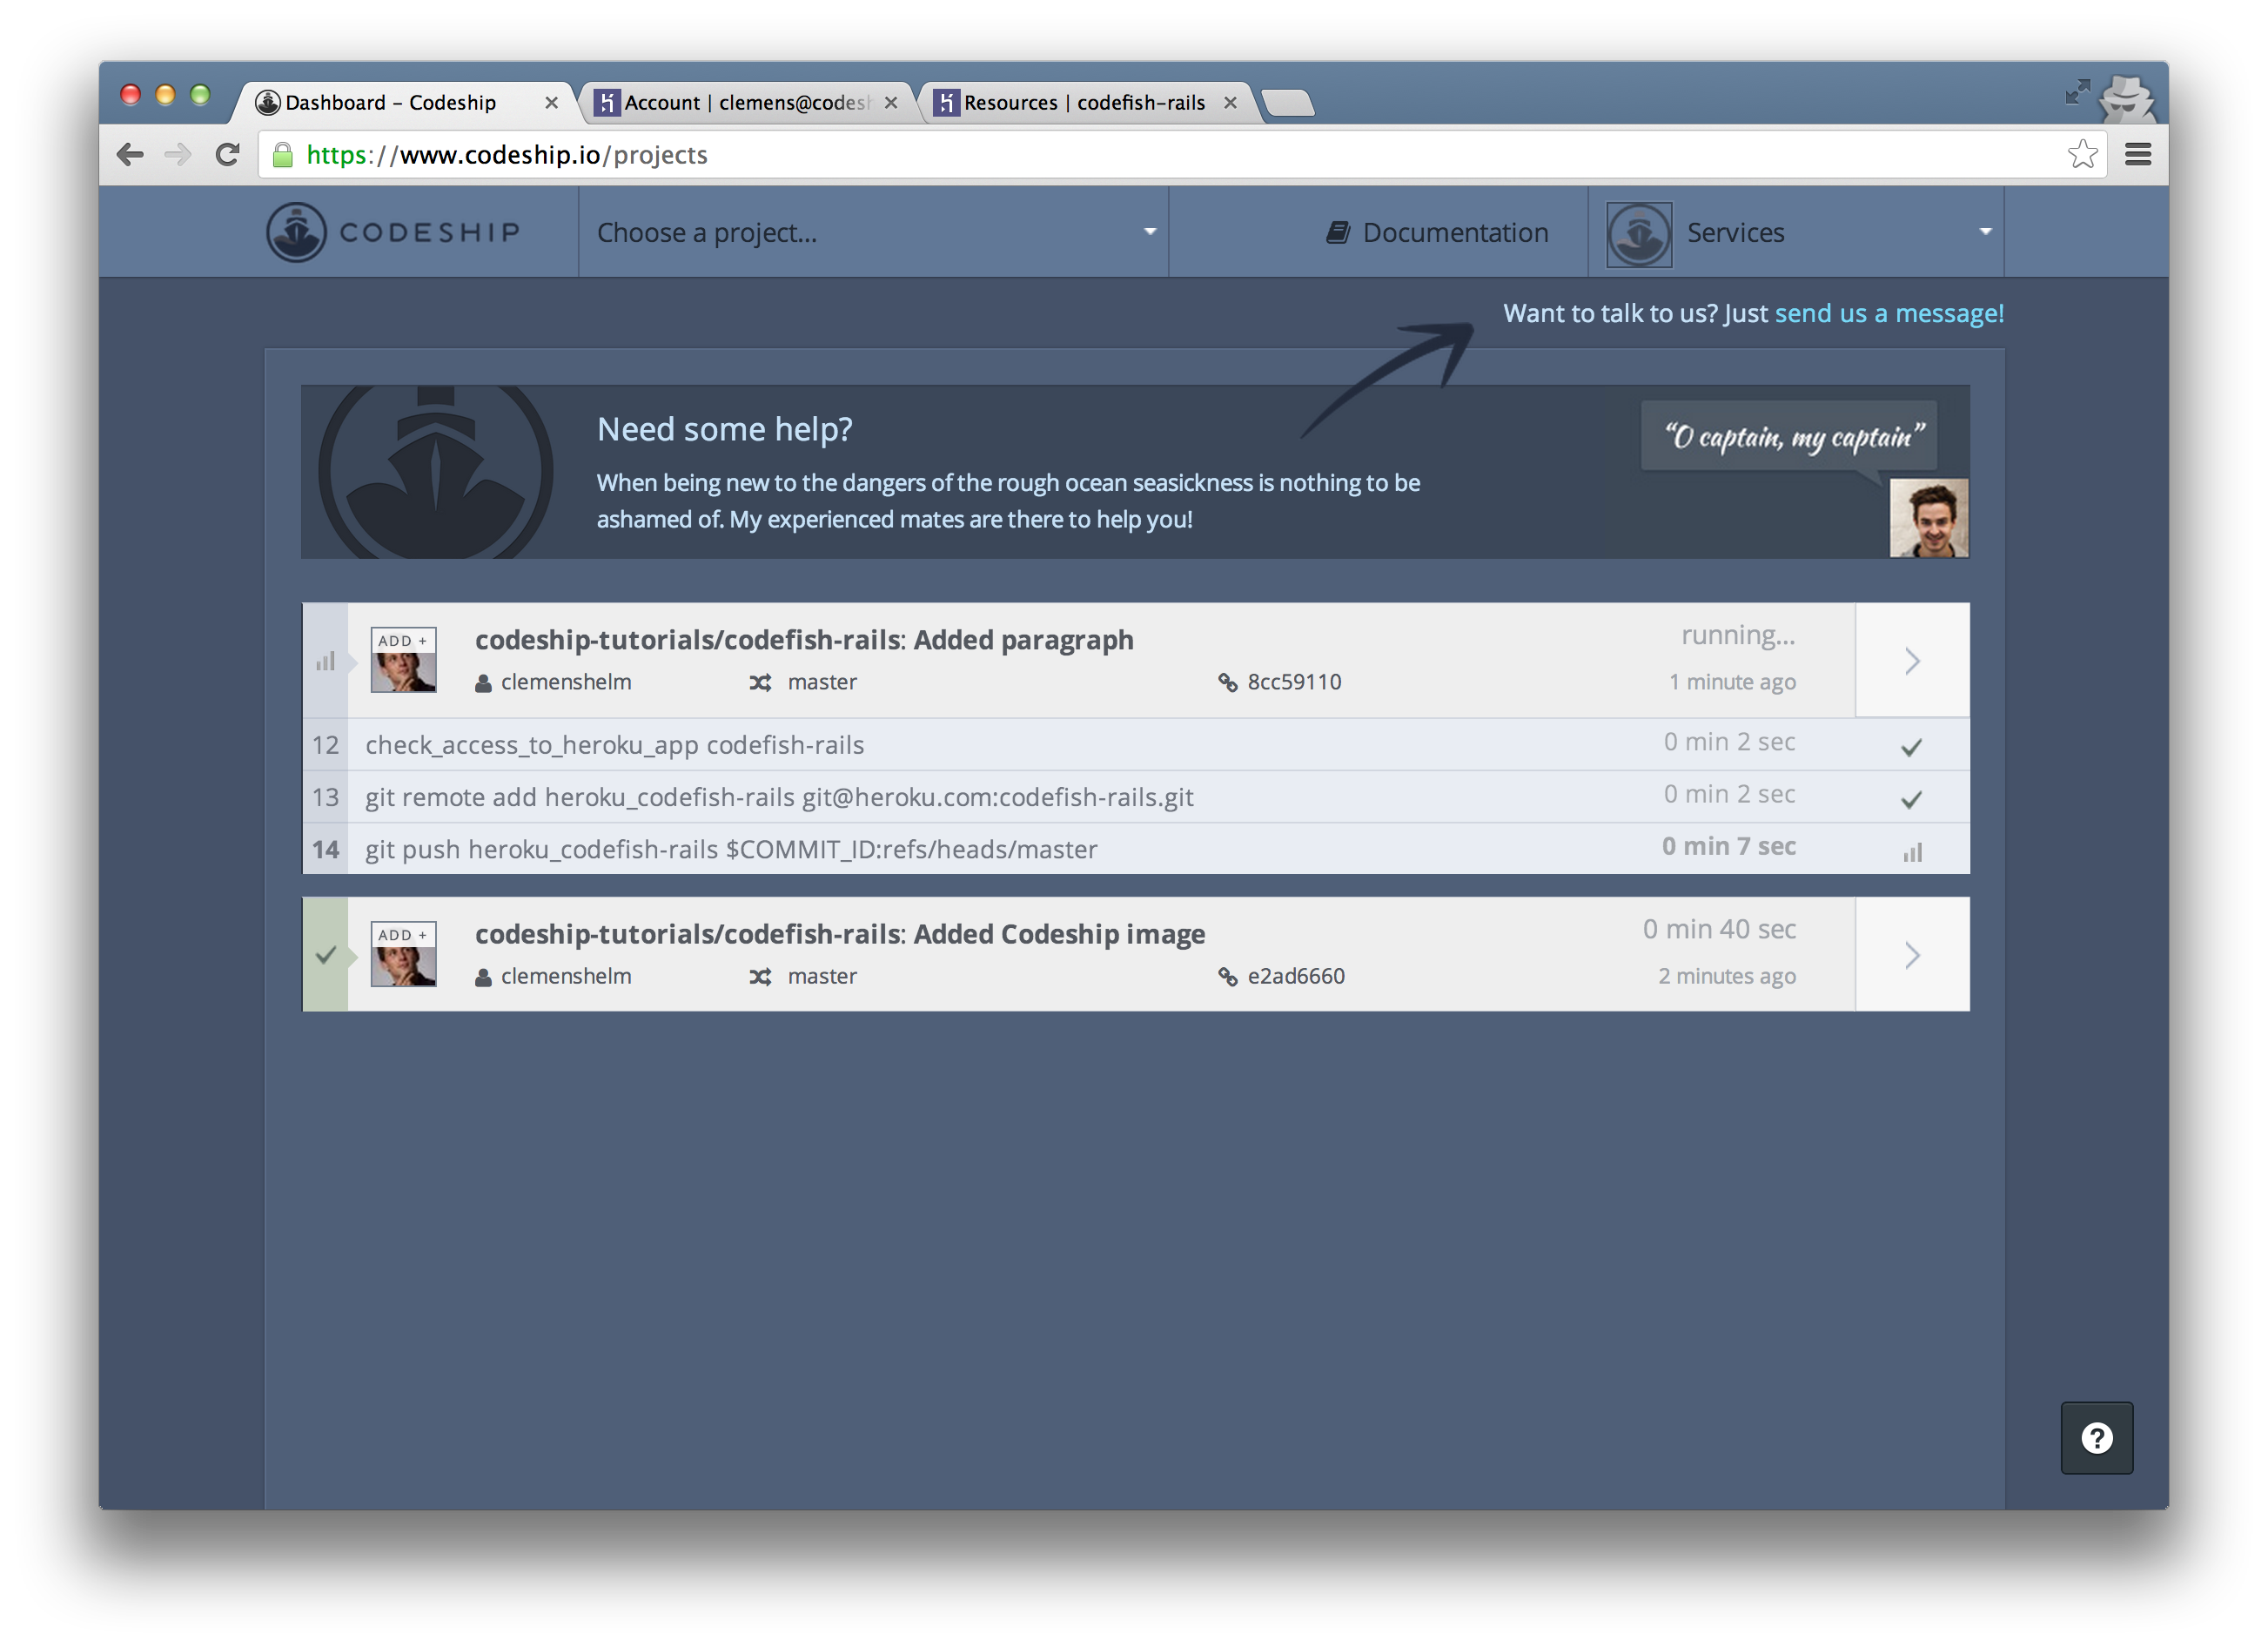 Dashboard – Codeship
Account | clemens@codesh
Resources | codefish-rails
https://www.codeship.io/projects
CODESHIP
Choose a project...
Documentation
Services
Want to talk to us? Just send us a message!
Need some help?
When being new to the dangers of the rough ocean seasickness is nothing to be
ashamed of. My experienced mates are there to help you!
“O captain, my captain”
ADD +
codeship-tutorials/codefish-rails: Added paragraph
running...
clemenshelm
master
8cc59110
1 minute ago
12 check_access_to_heroku_app codefish-rails 0 min 2 sec
13 git remote add heroku_codefish-rails git@heroku.com:codefish-rails.git 0 min 2 sec
14 git push heroku_codefish-rails $COMMIT_ID:refs/heads/master 0 min 7 sec
ADD +
codeship-tutorials/codefish-rails: Added Codeship image
0 min 40 sec
clemenshelm
master
e2ad6660
2 minutes ago
?